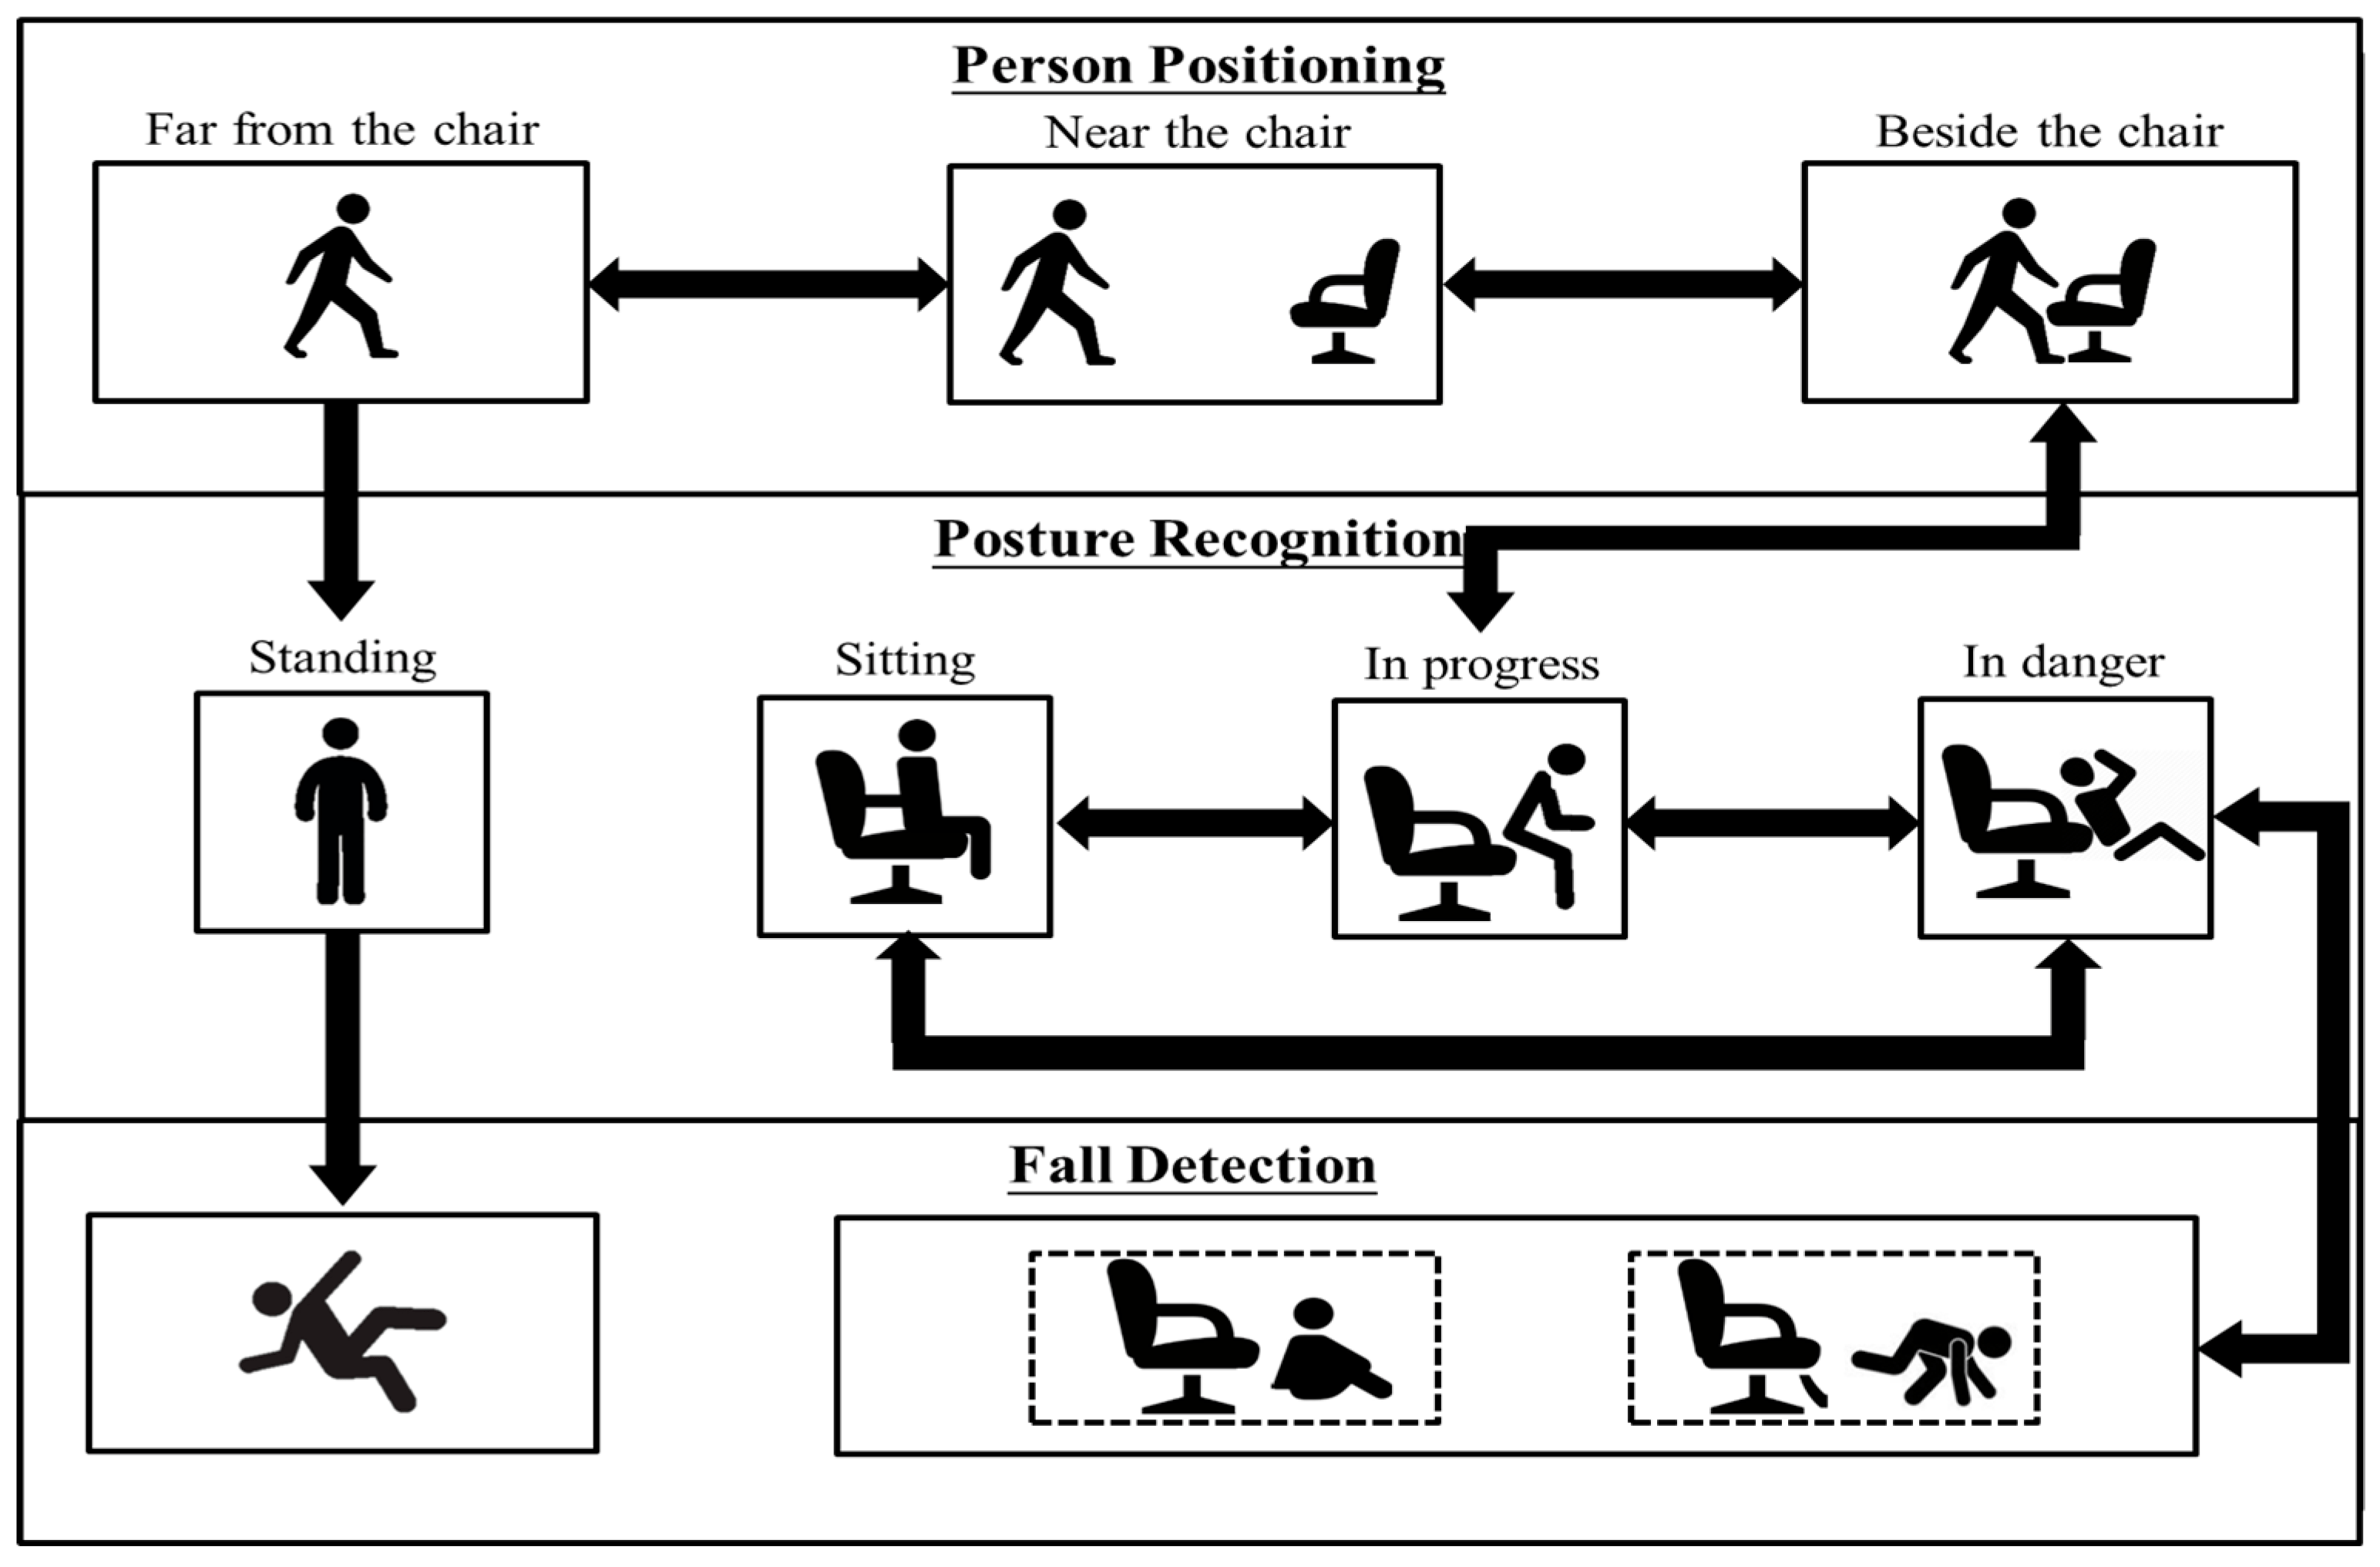 Person Positioning
Far from the chair
Near the chair
Beside the chair
Posture Recognition
Standing
Sitting
In progress
In danger
Fall Detection